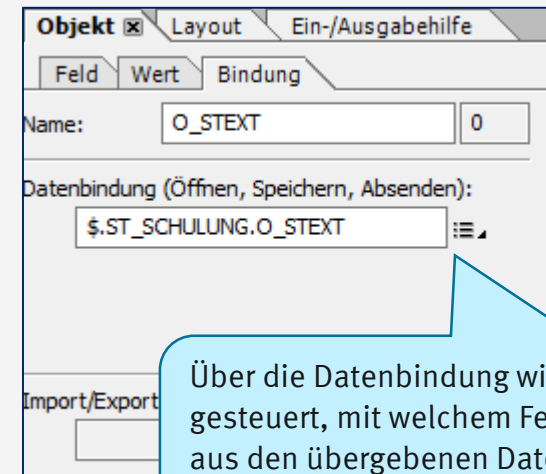 Objekt Layout Ein-/Ausgabehilfe
Feld Wert Bindung
Name: O_STEXT 0
Datenbindung (Öffnen, Speichern, Absenden):
$.ST_SCHULUNG.O_STEXT
Import/Export
Über die Datenbindung wi
gesteuert, mit welchem Fe
aus den übergebenen Date